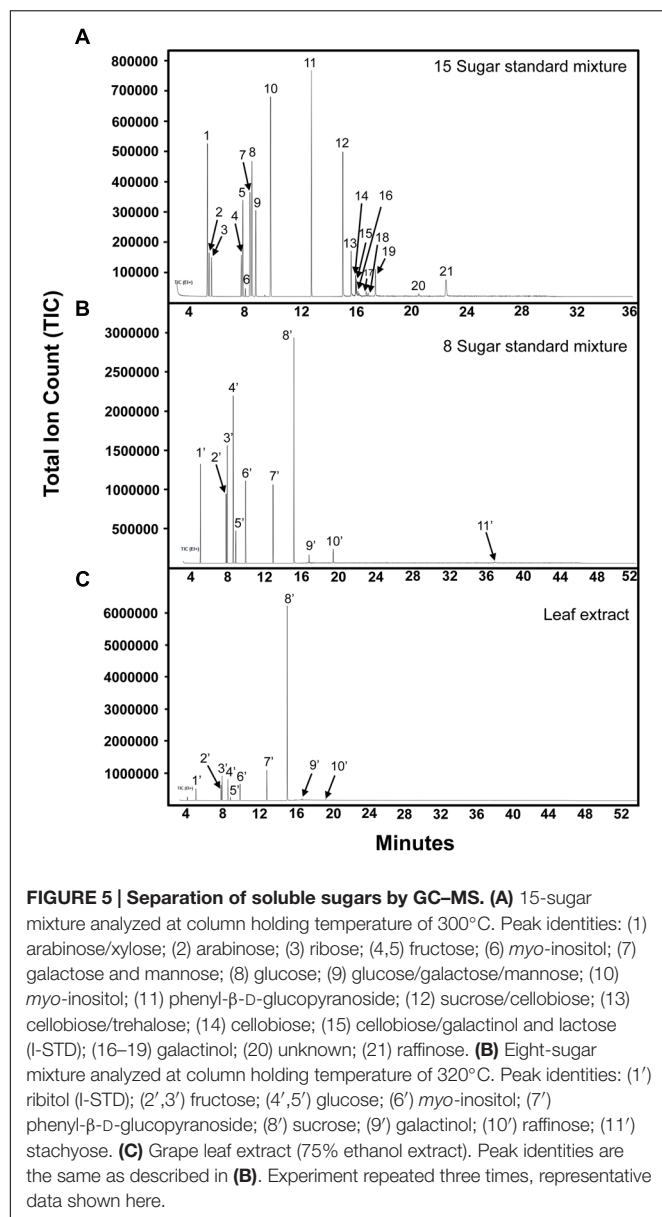 A
800000
700000
600000
500000
400000
300000
200000
100000
15 Sugar standard mixture
1
2
3
4
5
6
7
8
9
10
11
12
13
14
15
16
17
18
19
20
21
TIC (EI+)
4 8 12 16 20 24 28 32 36
B
3000000
2500000
2000000
1500000
1000000
500000
8 Sugar standard mixture
1'
2'
3'
4'
5'
6'
7'
8'
9'
10'
11'
TIC (EI+)
4 8 12 16 20 24 28 32 36 40 44 48 52
C
6000000
5000000
4000000
3000000
2000000
1000000
Leaf extract
1'
2'
3'
4'
5'
6'
7'
8'
9'
10'
TIC (EI+)
4 8 12 16 20 24 28 32 36 40 44 48 52
Total Ion Count (TIC)
Minutes
FIGURE 5 | Separation of soluble sugars by GC–MS. (A) 15-sugar
mixture analyzed at column holding temperature of 300°C. Peak identities: (1)
arabinose/xylose; (2) arabinose; (3) ribose; (4,5) fructose; (6) myo-inositol; (7)
galactose and mannose; (8) glucose; (9) glucose/galactose/mannose; (10)
myo-inositol; (11) phenyl-β-D-glucopyranoside; (12) sucrose/cellobiose; (13)
cellobiose/trehalose; (14) cellobiose; (15) cellobiose/galactinol and lactose
(I-STD); (16–19) galactinol; (20) unknown; (21) raffinose. (B) Eight-sugar
mixture analyzed at column holding temperature of 320°C. Peak identities: (1′)
ribitol (I-STD); (2′,3′) fructose; (4′,5′) glucose; (6′) myo-inositol; (7′)
phenyl-β-D-glucopyranoside; (8′) sucrose; (9′) galactinol; (10′) raffinose; (11′)
stachyose. (C) Grape leaf extract (75% ethanol extract). Peak identities are
the same as described in (B). Experiment repeated three times, representative
data shown here.